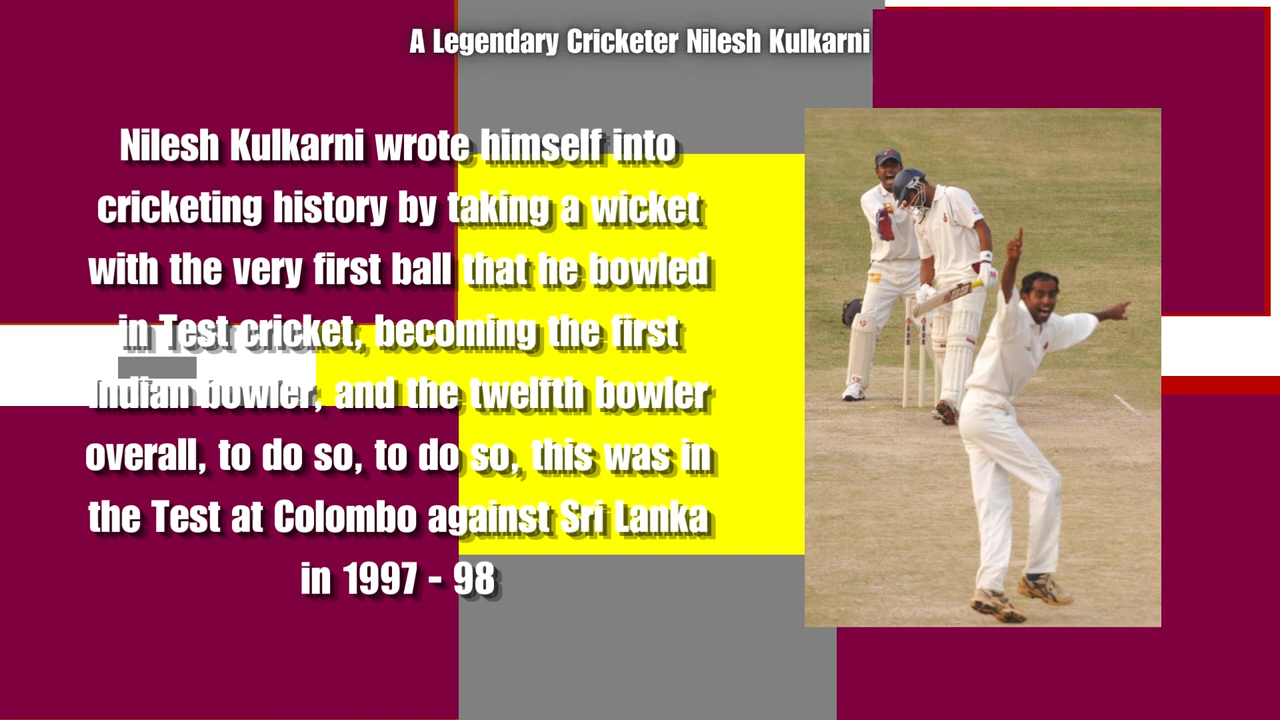 A Legendary Cricketer Nilesh Kulkarni
Nilesh Kulkarni wrote himself into
cricketing history by taking a wicket
with the very first ball that he bowled
in Test cricket, becoming the first
Indian bowler, and the twelfth bowler
overall, to do so, to do so, this was in
the Test at Colombo against Sri Lanka
in 1997 - 98